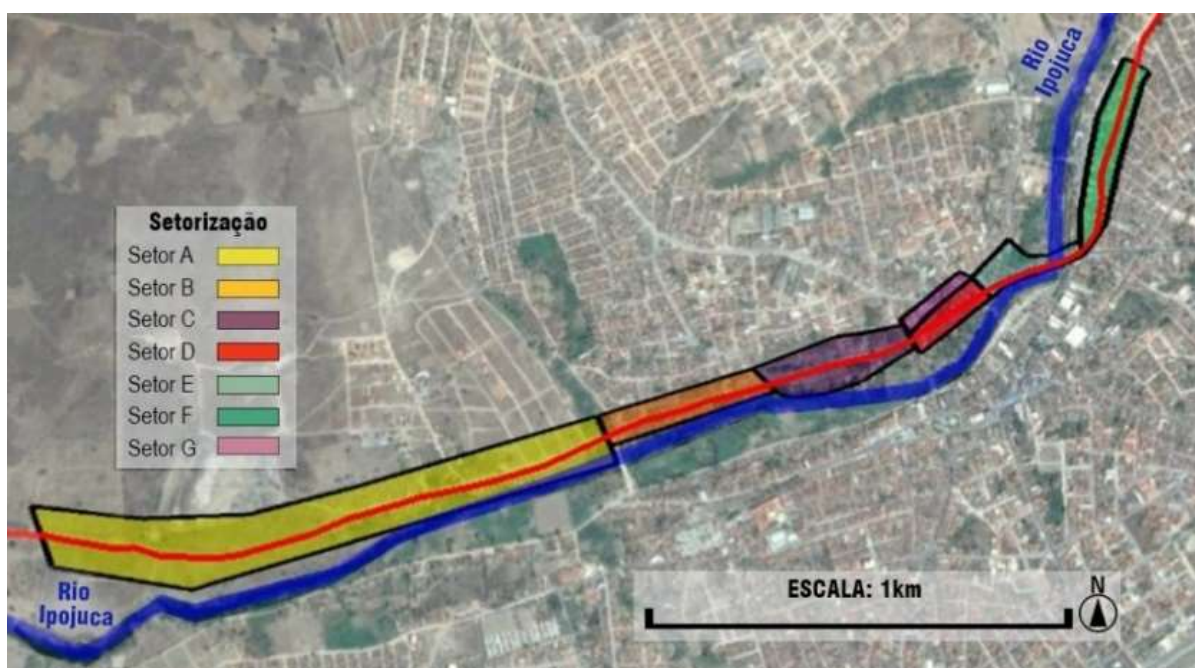 Rio
Ipojuca
Setorização
Setor A
Setor B
Setor C
Setor D
Setor E
Setor F
Setor G
Rio
Ipojuca
ESCALA: 1km
N